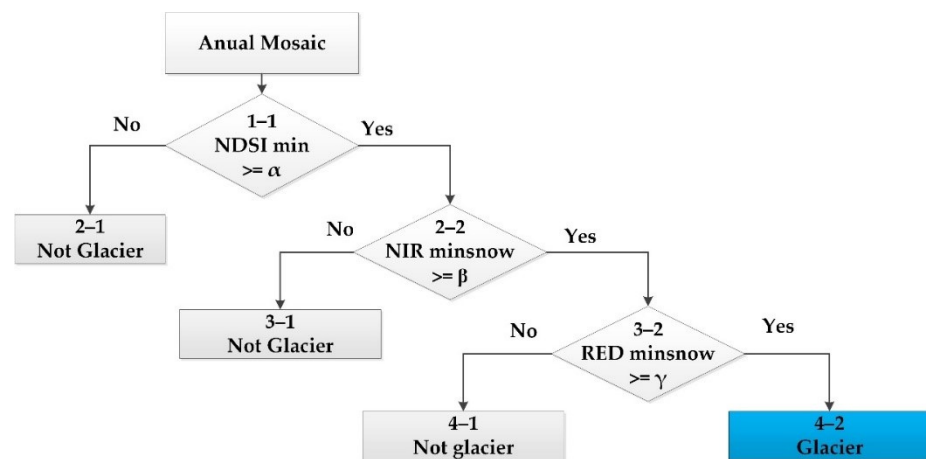 Anual Mosaic
No
1–1
NDSI min
>= α
Yes
2–1
Not Glacier
No
2–2
NIR minsnow
>= β
Yes
3–1
Not Glacier
No
3–2
RED minsnow
>= γ
Yes
4–1
Not glacier
4–2
Glacier